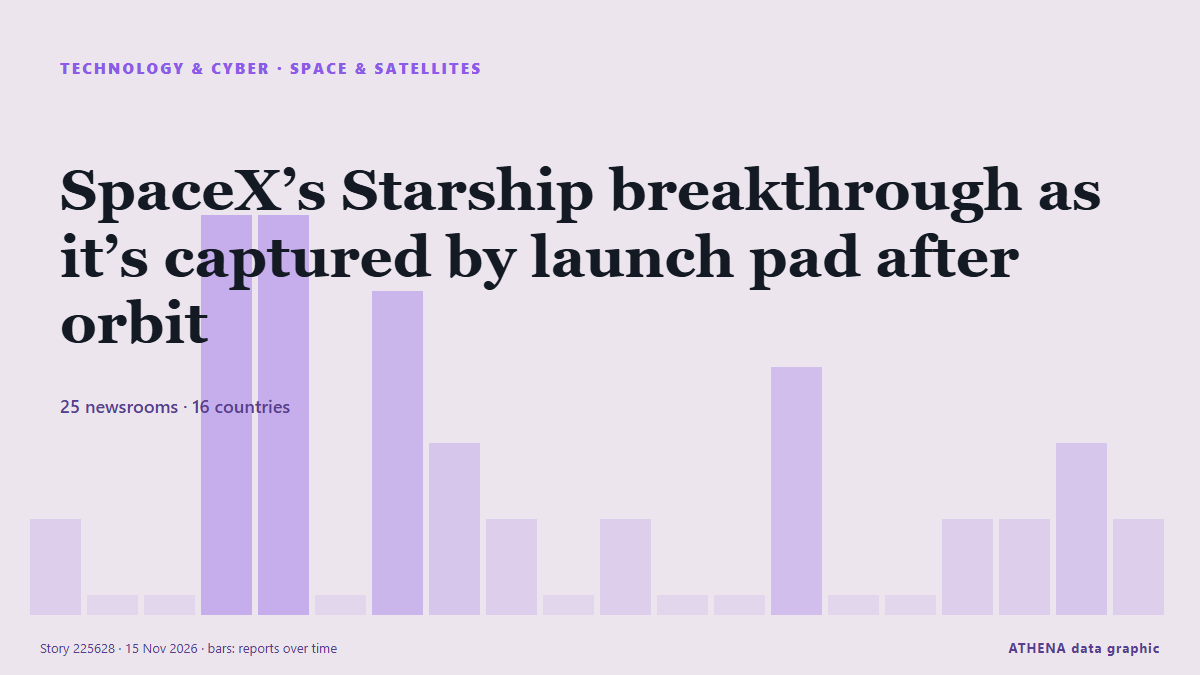 TECHNOLOGY & CYBER · SPACE & SATELLITES
SpaceX’s Starship breakthrough as
it’s captured by launch pad after
orbit
25 newsrooms · 16 countries
Story 225628 · 15 Nov 2026 · bars: reports over time
ATHENA data graphic